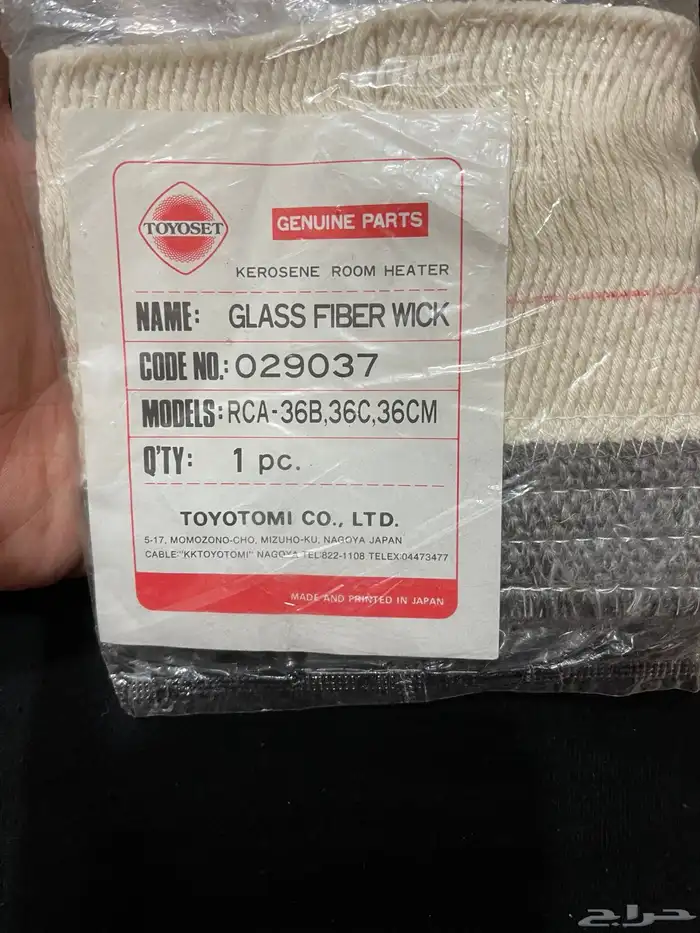 TOYOSET
GENUINE PARTS
KEROSENE ROOM HEATER
NAME: GLASS FIBER WICK
CODE NO.: 029037
MODELS: RCA-36B,36C,36CM
Q'TY: 1 pc.
TOYOTOMI CO., LTD.
5-17, MOMOZONO-CHO, MIZUHO-KU, NAGOYA JAPAN
CABLE:"KKTOYOTOMI" NAGOYA TEL:822-1108 TELEX:04473477
MADE AND PRINTED IN JAPAN
حراج